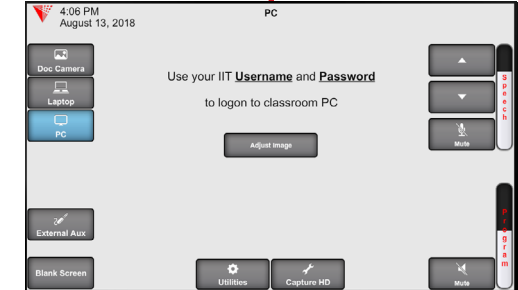 4:06 PM
August 13, 2018
PC
Doc Camera
Laptop
PC
External Aux
Blank Screen
Use your IIT Username and Password
to logon to classroom PC
Adjust Image
Utilities
Capture HD
Speech
Mute
Program
Mute